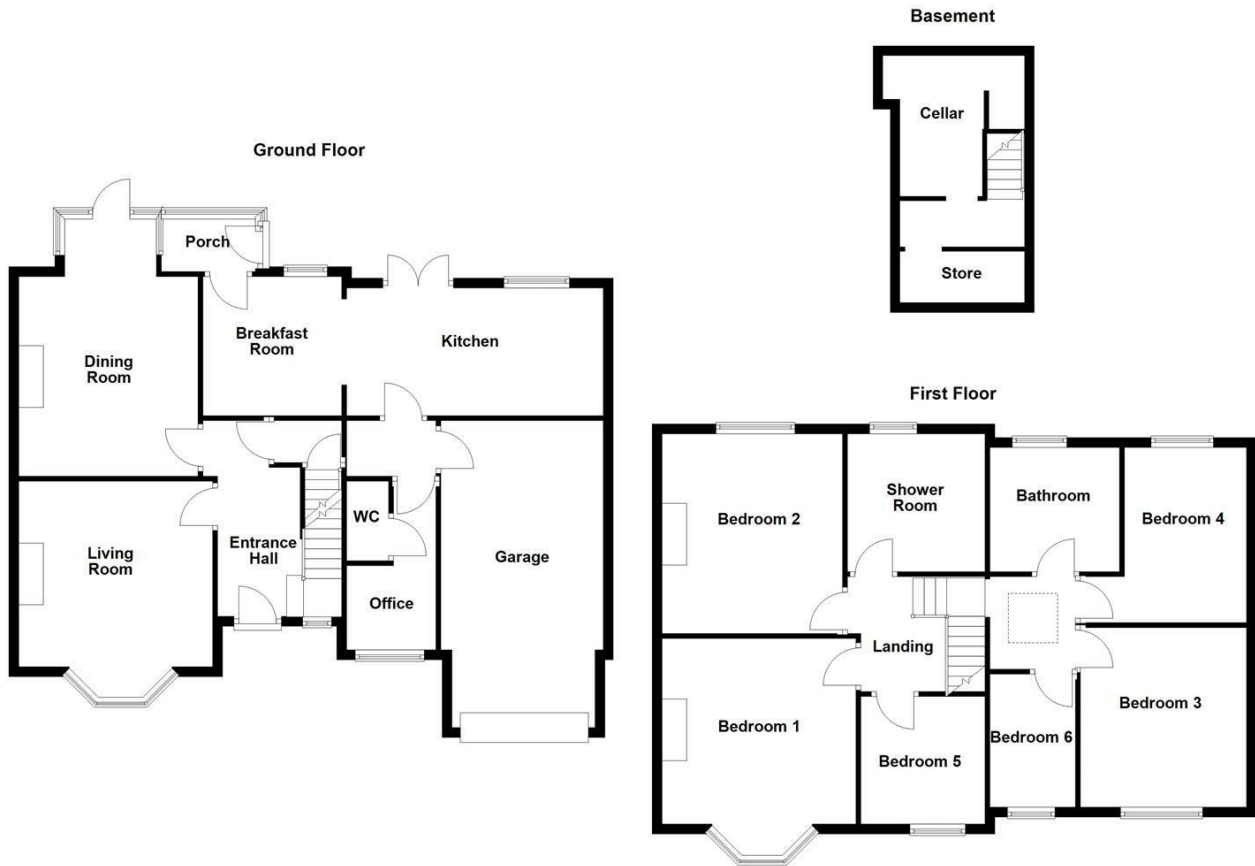 Basement
Cellar
Store
Ground Floor
Porch
Breakfast
Room
Kitchen
Dining
Room
WC
Living
Room
Entrance
Hall
Garage
Office
First Floor
Bedroom 2
Shower
Room
Bathroom
Bedroom 4
Landing
Bedroom 1
Bedroom 5
Bedroom 6
Bedroom 3